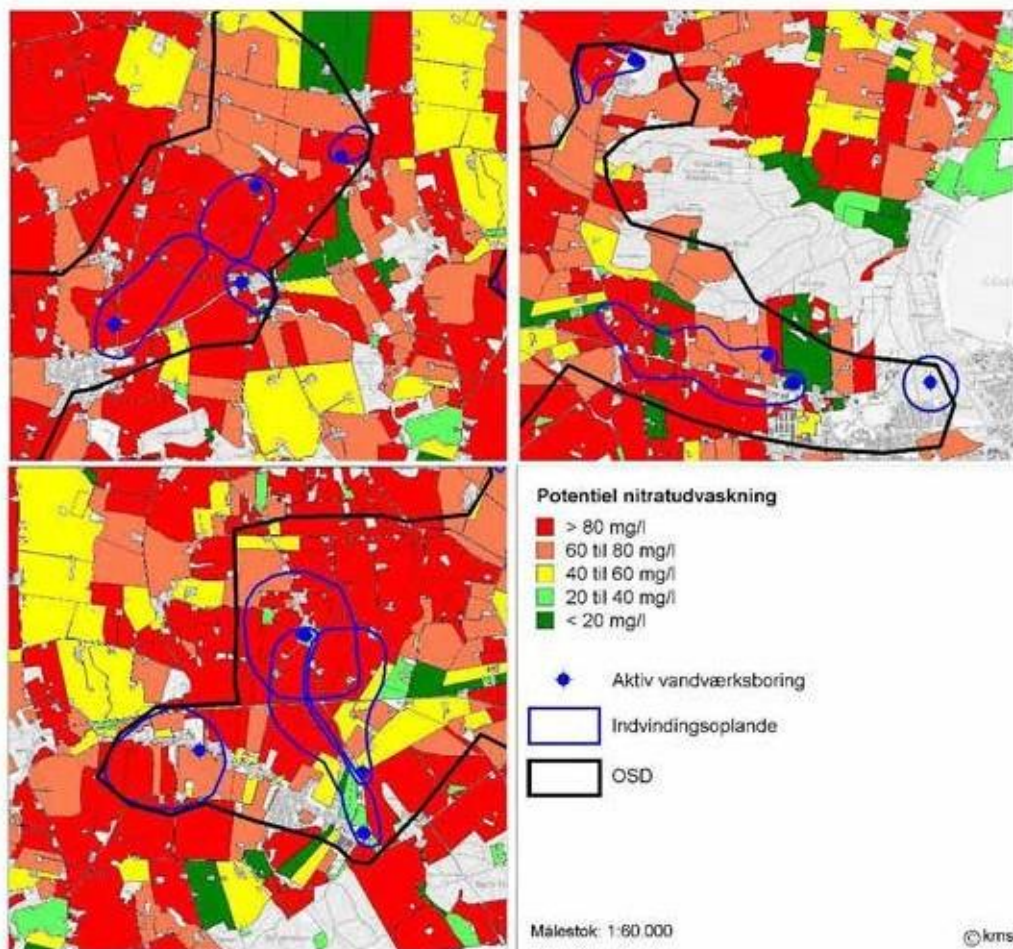 Potentiel nitratudvaskning
> 80 mg/l
60 til 80 mg/l
40 til 60 mg/l
20 til 40 mg/l
< 20 mg/l
Aktiv vandværksboring
Indvindingsoplande
OSD
Målestok: 1:60.000
©kms